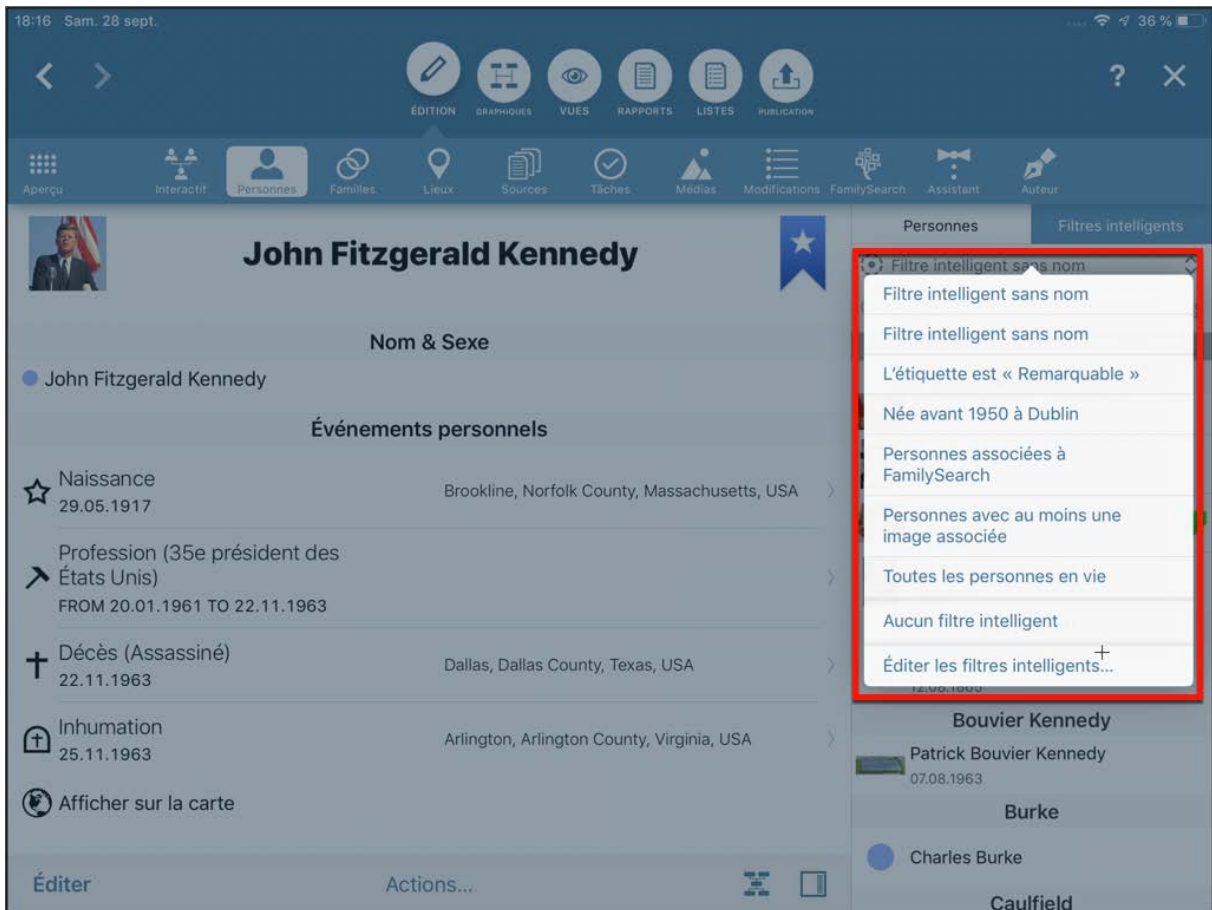 18:16 Sam. 28 sept.
36 %
ÉDITION
GRAPHIQUES
VUES
RAPPORTS
LISTES
PUBLICATION
?
Aperçu
Interactif
Personnes
Familles
Lieux
Sources
Tâches
Médias
Modifications
FamilySearch
Assistant
Auteur
John Fitzgerald Kennedy
Nom & Sexe
John Fitzgerald Kennedy
Événements personnels
Naissance
29.05.1917
Brookline, Norfolk County, Massachusetts, USA
Profession (35e président des
États Unis)
FROM 20.01.1961 TO 22.11.1963
Décès (Assassiné)
22.11.1963
Dallas, Dallas County, Texas, USA
Inhumation
25.11.1963
Arlington, Arlington County, Virginia, USA
Afficher sur la carte
Éditer
Actions...
Personnes
Filtres intelligents
Filtre intelligent sans nom
Filtre intelligent sans nom
Filtre intelligent sans nom
L'étiquette est « Remarquable »
Née avant 1950 à Dublin
Personnes associées à
FamilySearch
Personnes avec au moins une
image associée
Toutes les personnes en vie
Aucun filtre intelligent
Éditer les filtres intelligents...
Bouvier Kennedy
Patrick Bouvier Kennedy
07.08.1963
Burke
Charles Burke
Caulfield